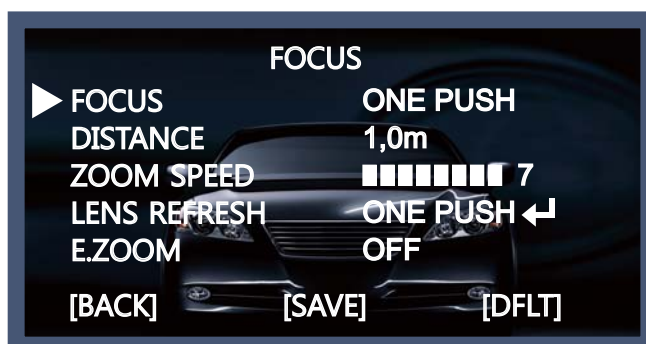 FOCUS
FOCUS ONE PUSH
DISTANCE 1,0m
ZOOM SPEED 7
LENS REFRESH ONE PUSH
E.ZOOM OFF
[BACK] [SAVE] [DFLT]